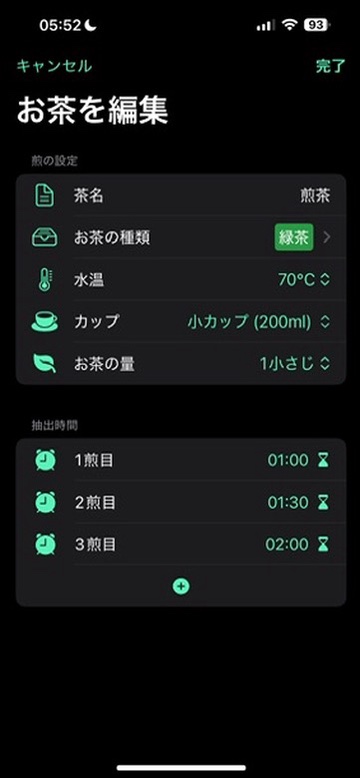 05:52
93
キャンセル 完了
お茶を編集
煎の設定
茶名 煎茶
お茶の種類 緑茶
水温 70°C
カップ 小カップ (200ml)
お茶の量 1小さじ
抽出時間
1煎目 01:00
2煎目 01:30
3煎目 02:00